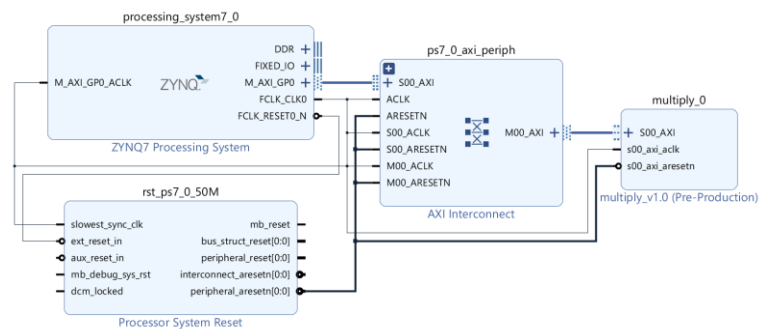 processing_system7_0
DDR
FIXED_IO
M_AXI_GP0_ACLK
ZYNQ
M_AXI_GP0
FCLK_CLK0
FCLK_RESET0_N
ZYNQ7 Processing System
ps7_0_axi_periph
S00_AXI
ACLK
ARESETN
S00_ACLK
M00_AXI
S00_ARESETN
M00_ACLK
M00_ARESETN
AXI Interconnect
multiply_0
S00_AXI
s00_axi_aclk
s00_axi_aresetn
multiply_v1.0 (Pre-Production)
rst_ps7_0_50M
slowest_sync_clk
mb_reset
ext_reset_in
bus_struct_reset[0:0]
aux_reset_in
peripheral_reset[0:0]
mb_debug_sys_rst
interconnect_aresetn[0:0]
dcm_locked
peripheral_aresetn[0:0]
Processor System Reset